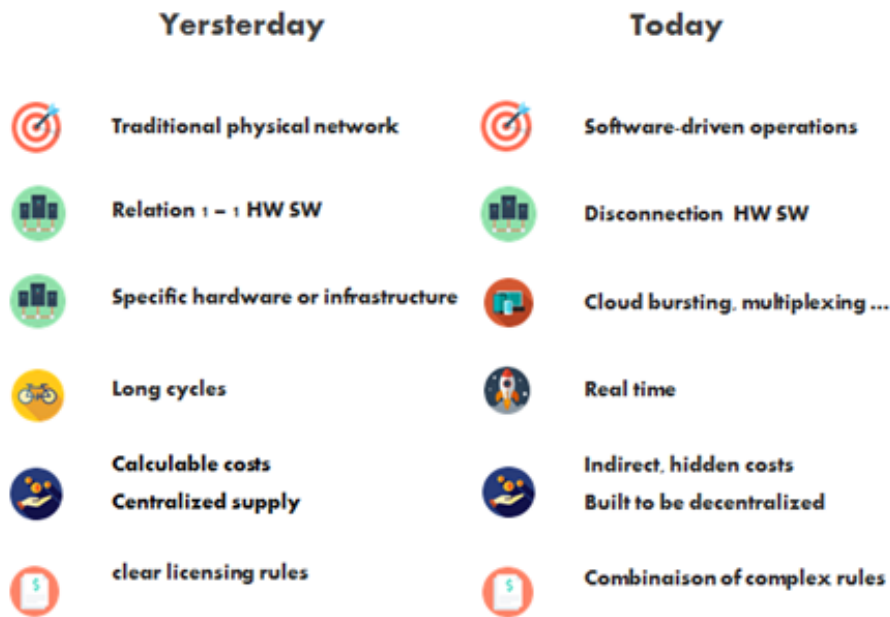 Yersterday Today
Traditional physical network Software-driven operations
Relation 1 – 1 HW SW Disconnection HW SW
Specific hardware or infrastructure Cloud bursting, multiplexing ...
Long cycles Real time
Calculable costs Indirect, hidden costs
Centralized supply Built to be decentralized
clear licensing rules Combinaison of complex rules